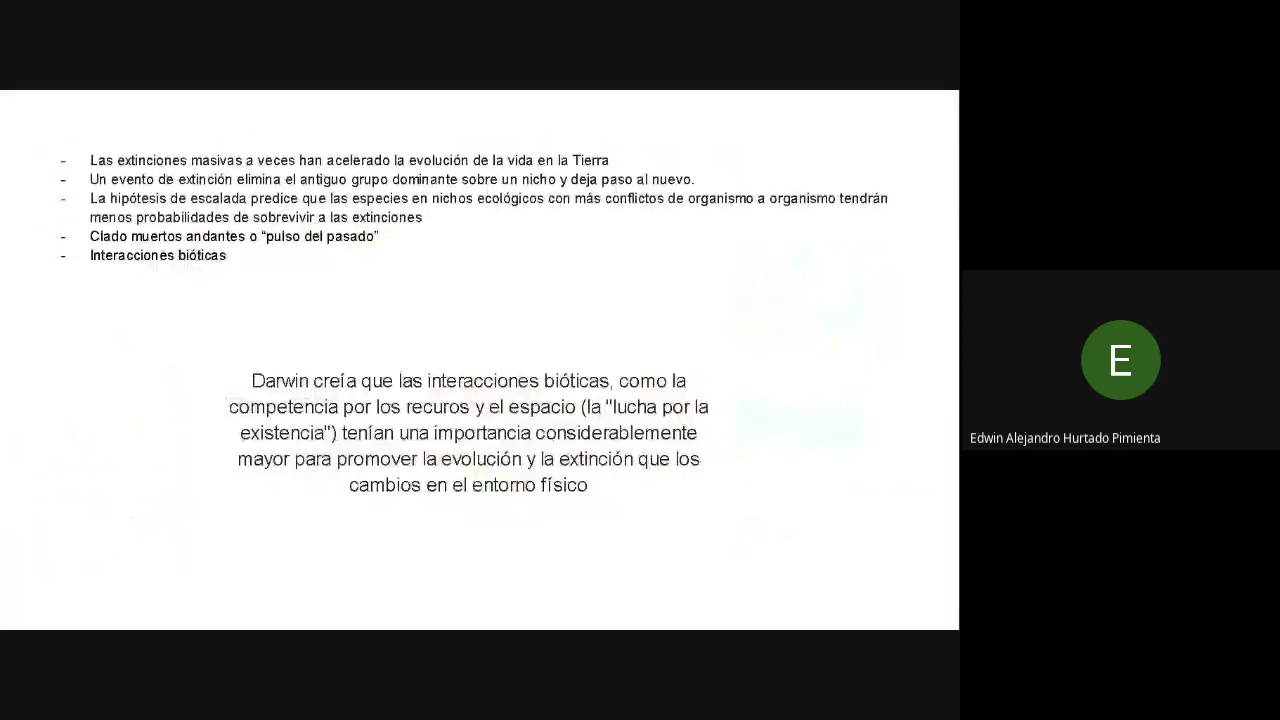 - Las extinciones masivas a veces han acelerado la evolución de la vida en la Tierra
- Un evento de extinción elimina el antiguo grupo dominante sobre un nicho y deja paso al nuevo.
- La hipótesis de escalada predice que las especies en nichos ecológicos con más conflictos de organismo a organismo tendrán
menos probabilidades de sobrevivir a las extinciones
- Clado muertos andantes o “pulso del pasado”
- Interacciones bióticas
Darwin creía que las interacciones bióticas, como la
competencia por los recuros y el espacio (la "lucha por la
existencia") tenían una importancia considerablemente
mayor para promover la evolución y la extinción que los
cambios en el entorno físico
E
Edwin Alejandro Hurtado Pimienta